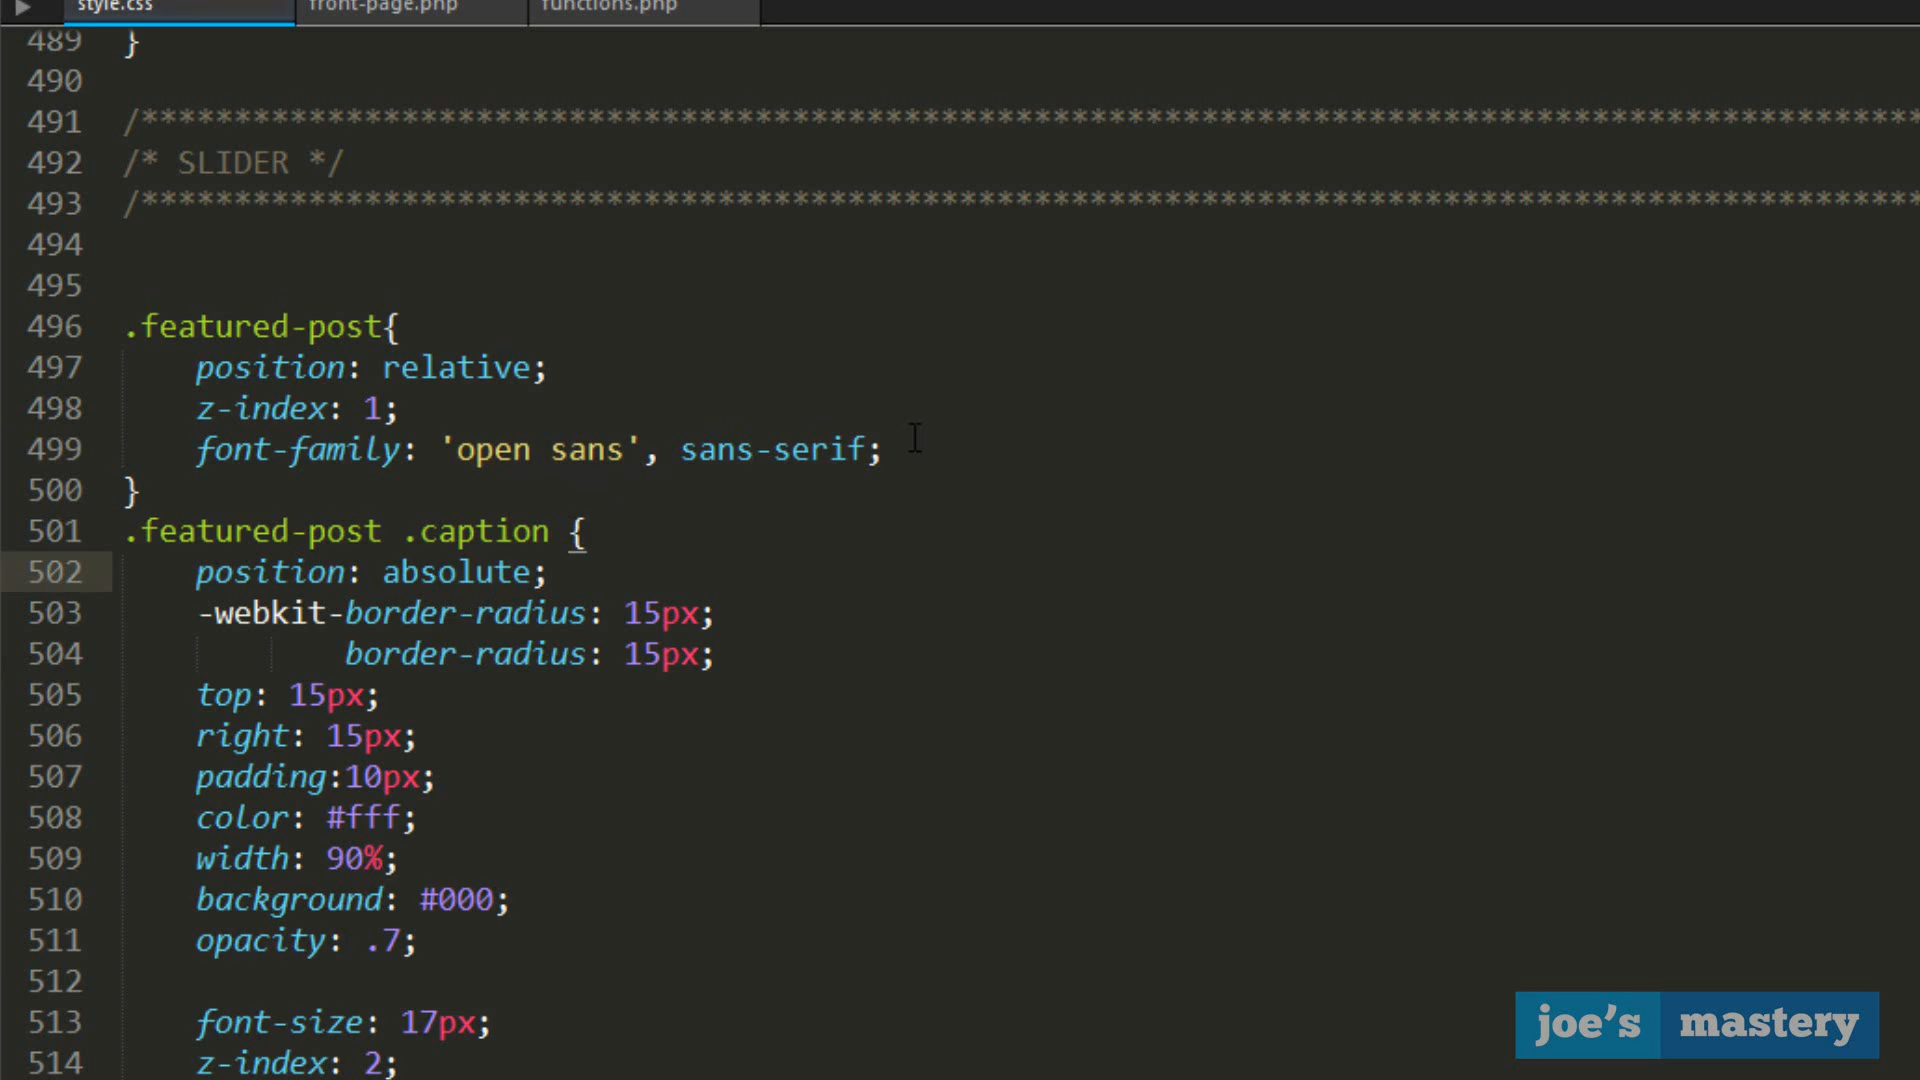 style.css front-page.php functions.php
489 }
490
491 /*************************************************************************************************
492 /* SLIDER */
493 /*************************************************************************************************
494
495
496 .featured-post{
497 position: relative;
498 z-index: 1;
499 font-family: 'open sans', sans-serif;
500 }
501 .featured-post .caption {
502 position: absolute;
503 -webkit-border-radius: 15px;
504 border-radius: 15px;
505 top: 15px;
506 right: 15px;
507 padding:10px;
508 color: #fff;
509 width: 90%;
510 background: #000;
511 opacity: .7;
512
513 font-size: 17px;
514 z-index: 2;
joe's mastery